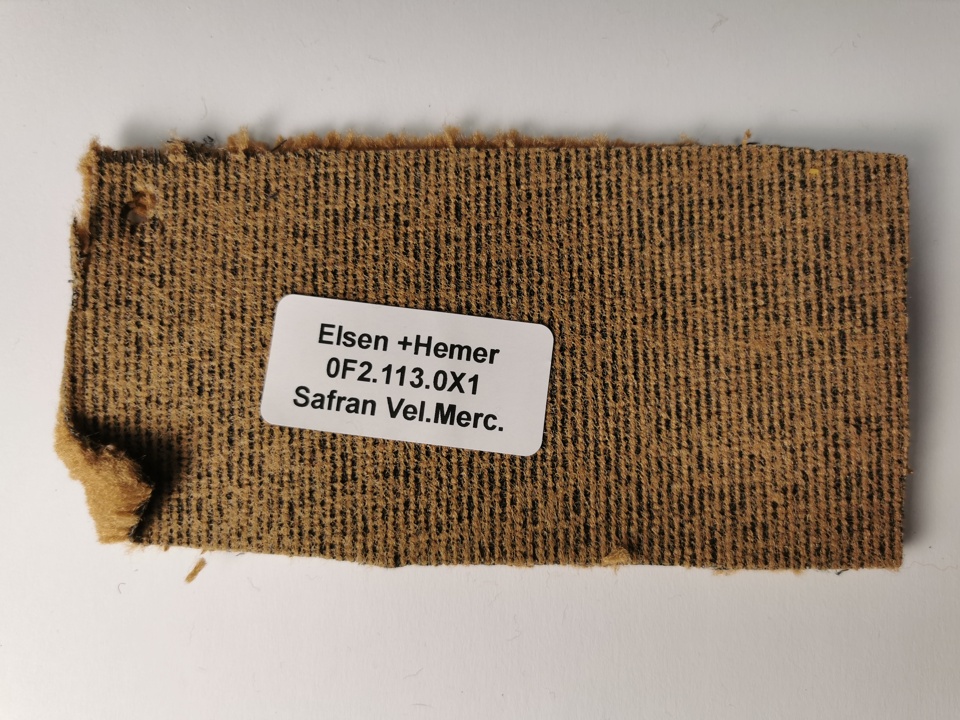 Elsen +Hemer
0F2.113.0X1
Safran Vel.Merc.